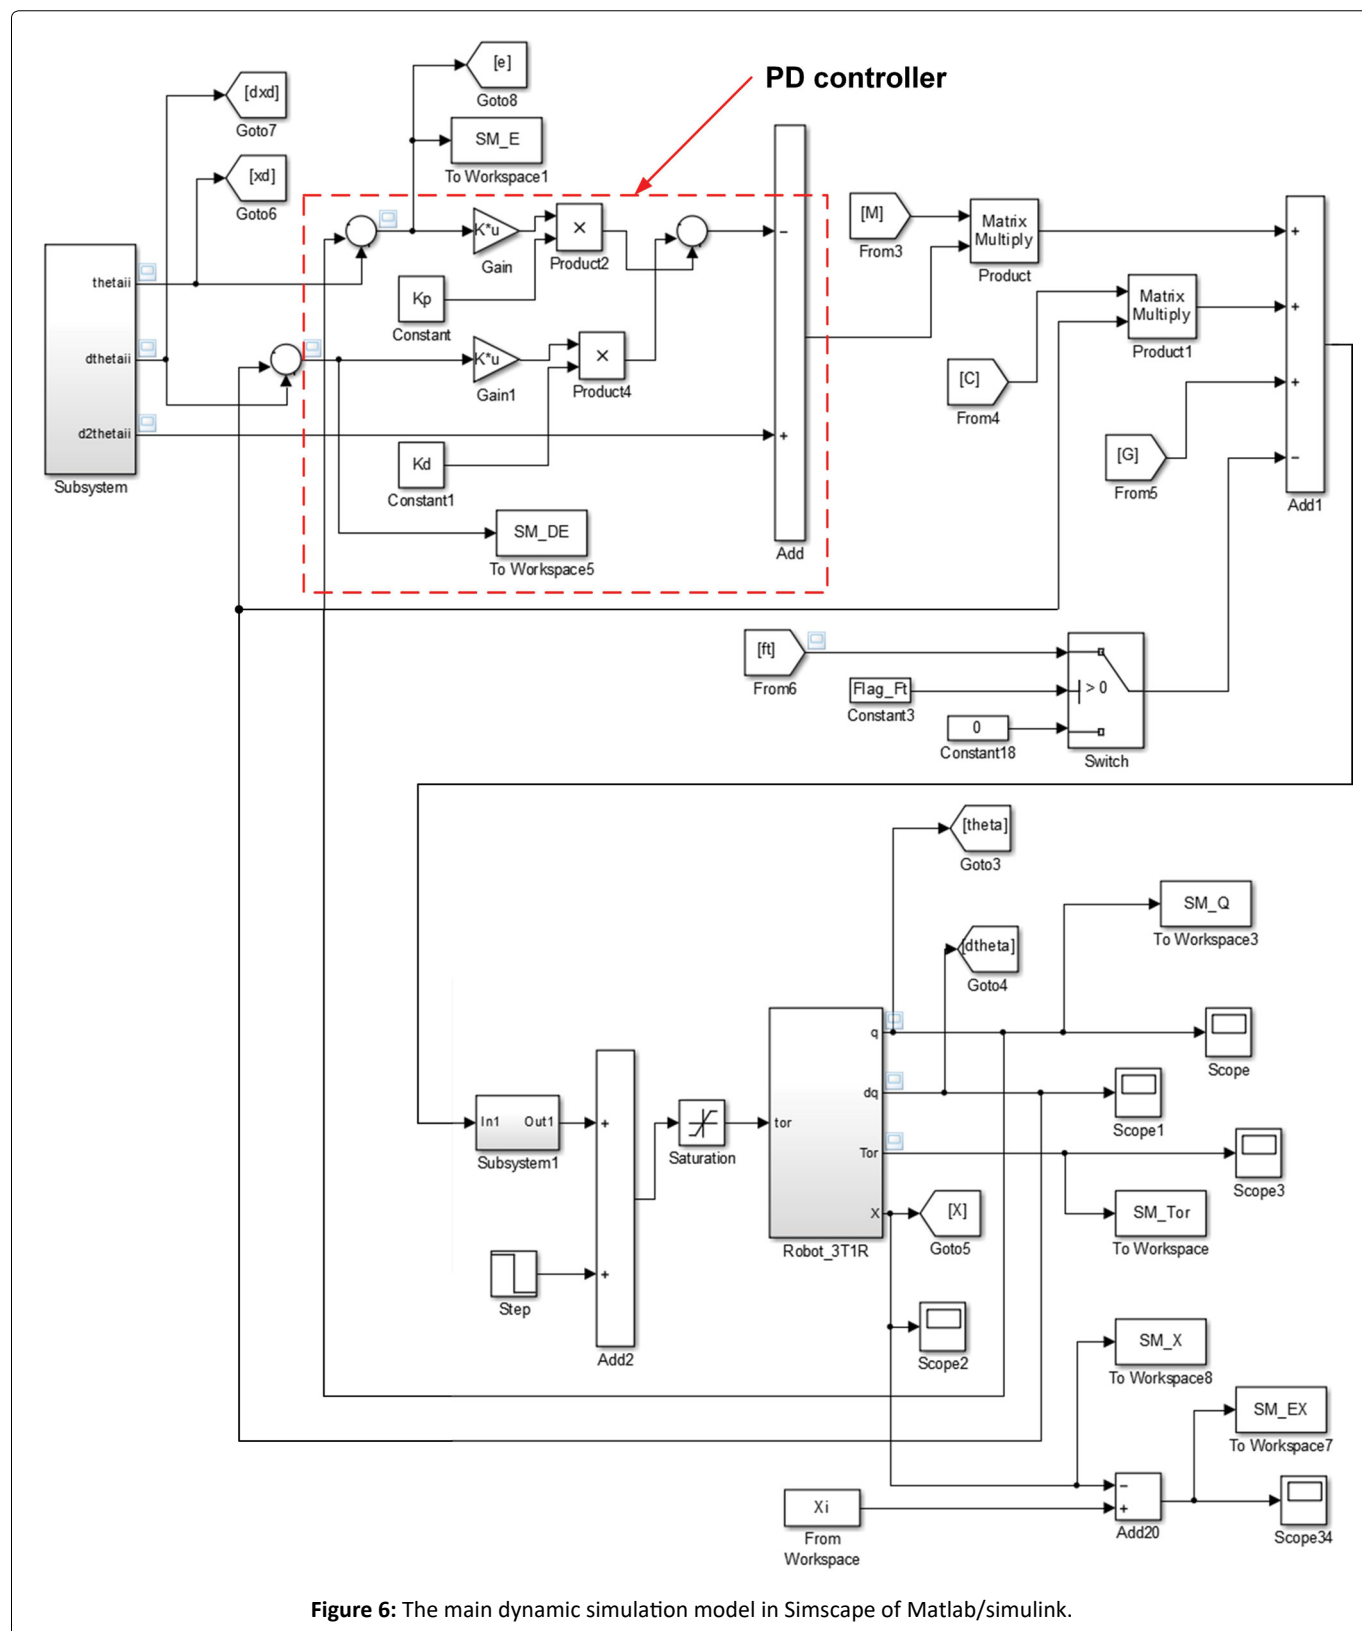 [e]
Goto8
PD controller
[dxd]
Goto7
SM_E
To Workspace1
[xd]
Goto6
K*u
Gain
×
Product2
−
[M]
From3
Matrix
Multiply
Product
+
thetaii
Kp
Constant
Matrix
Multiply
Product1
+
dthetaii
K*u
Gain1
×
Product4
[C]
From4
+
d2thetaii
Subsystem
Kd
Constant1
+
[G]
From5
−
Add1
SM_DE
To Workspace5
Add
[ft]
From6
Flag_Ft
Constant3
> 0
0
Constant18
Switch
[theta]
Goto3
SM_Q
To Workspace3
[dtheta]
Goto4
q
Scope
dq
Scope1
In1 Out1
Subsystem1
+
Saturation
tor
Tor
Scope3
X
[X]
Goto5
SM_Tor
To Workspace
Robot_3T1R
Step
+
Add2
Scope2
SM_X
To Workspace8
SM_EX
To Workspace7
Xi
From
Workspace
−
+
Add20
Scope34
Figure 6: The main dynamic simulation model in Simscape of Matlab/simulink.